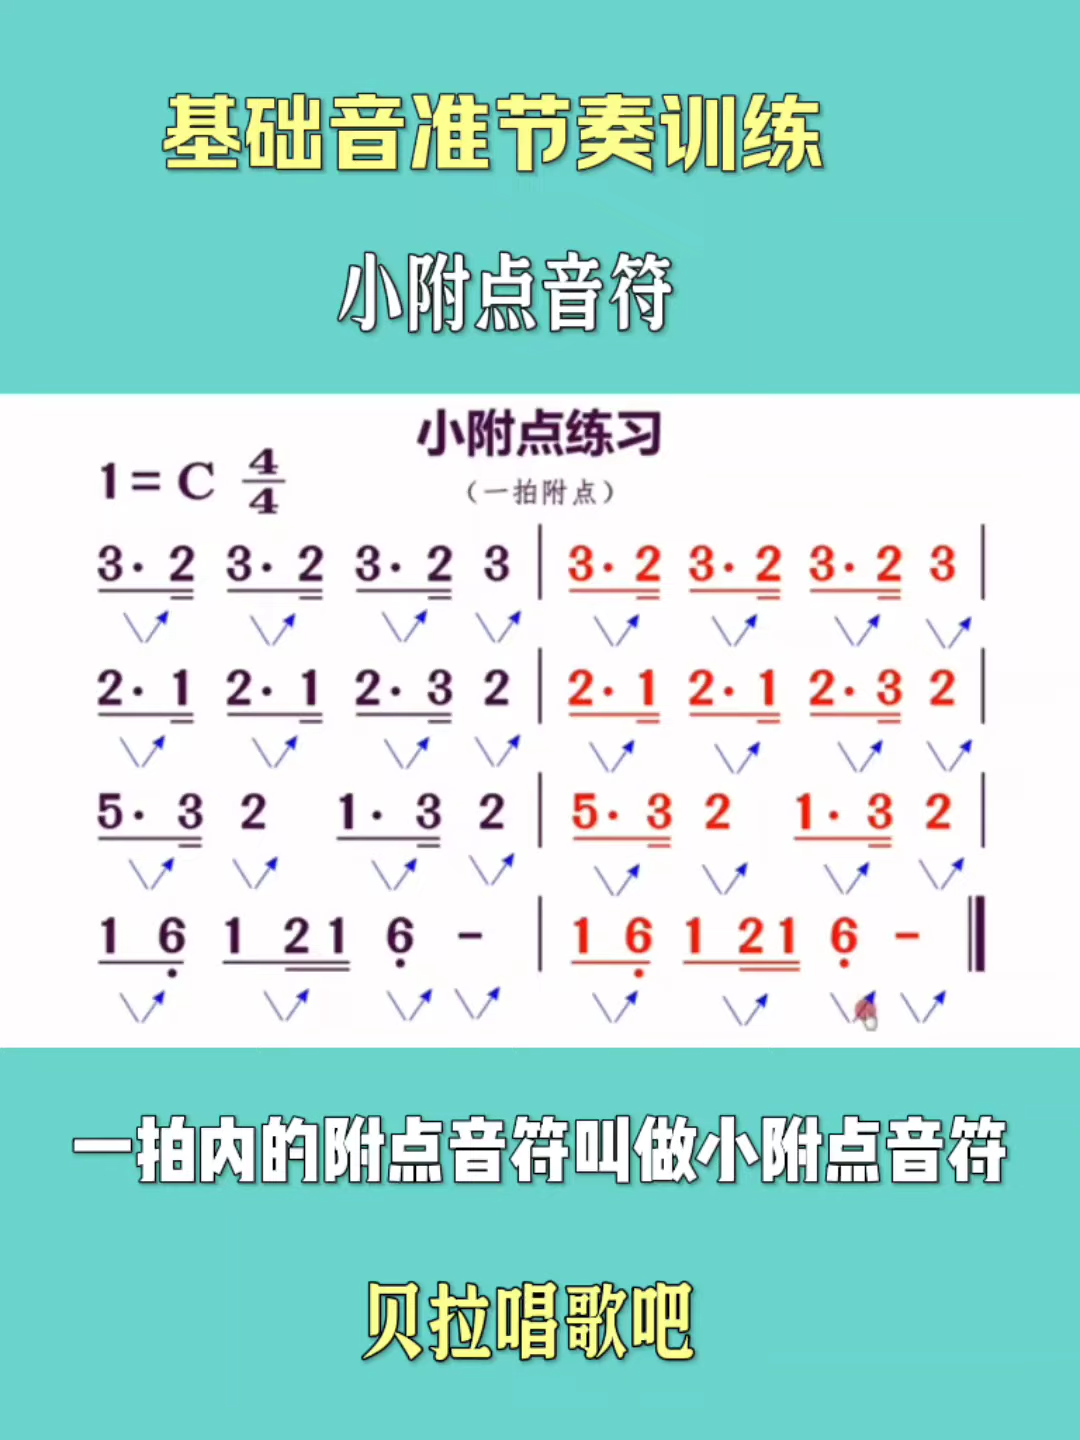 基础音准节奏训练
小附点音符
小附点练习
1=C 4/4
（一拍附点）
3· 2 3· 2 3· 2 3 | 3· 2 3· 2 3· 2 3 |
2· 1 2· 1 2· 3 2 | 2· 1 2· 1 2· 3 2 |
5· 3 2 1· 3 2 | 5· 3 2 1· 3 2 |
1 6̣ 1 2 1 6̣ - | 1 6̣ 1 2 1 6̣ - ‖
一拍内的附点音符叫做小附点音符
贝拉唱歌吧